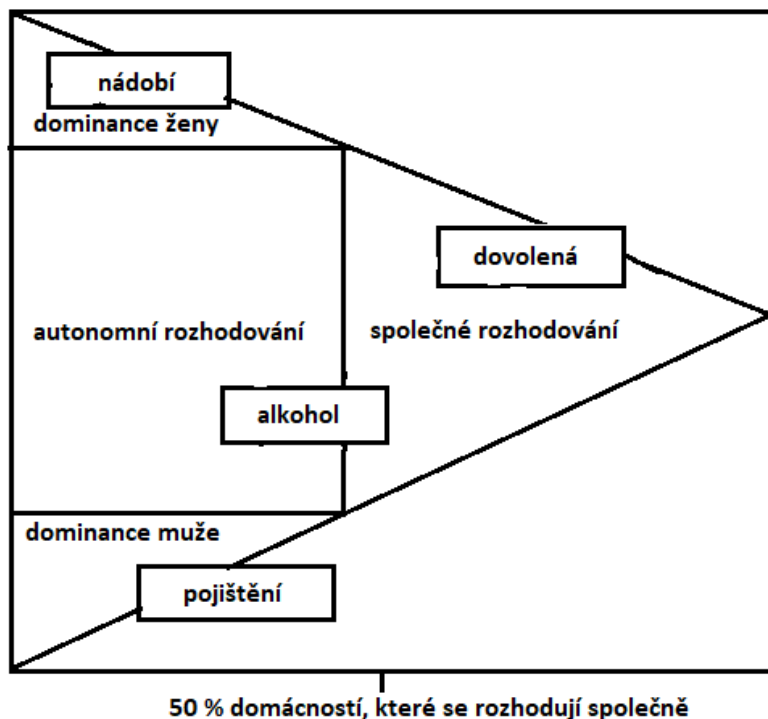 nádobí
dominance ženy
dovolená
autonomní rozhodování
společné rozhodování
alkohol
dominance muže
pojištění
50 % domácností, které se rozhodují společně